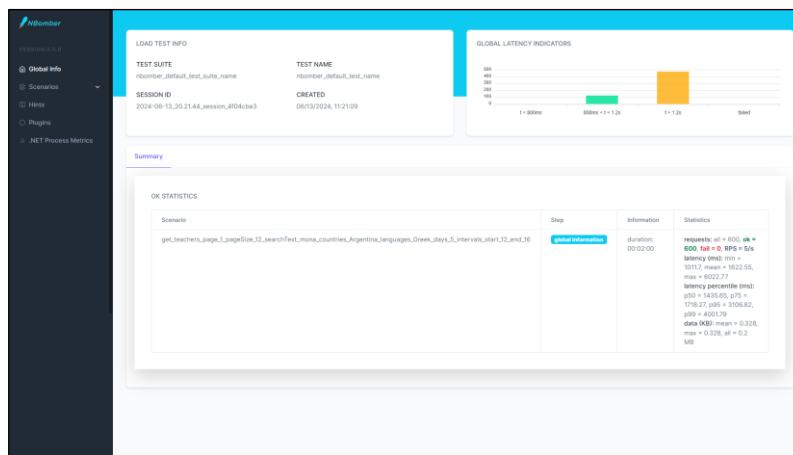 NBomber
SESSION 5.5.0
Global info
Scenarios
Hints
Plugins
.NET Process Metrics
LOAD TEST INFO
TEST SUITE
nbomber_default_test_suite_name
TEST NAME
nbomber_default_test_name
SESSION ID
2024-06-13_20.21.44_session_4f04cbe3
CREATED
06/13/2024, 11:21:09
GLOBAL LATENCY INDICATORS
500
400
300
200
100
0
t < 800ms
800ms < t < 1.2s
t > 1.2s
failed
Summary
OK STATISTICS
Scenario
Step
Information
Statistics
get_teachers_page_1_pageSize_12_searchText_mona_countries_Argentina_languages_Greek_days_5_intervals_start_12_end_16
global information
duration:
00:02:00
requests: all = 600, ok =
600, fail = 0, RPS = 5/s
latency (ms): min =
1011.7, mean = 1622.55,
max = 6022.77
latency percentile (ms):
p50 = 1435.65, p75 =
1718.27, p95 = 3106.82,
p99 = 4001.79
data (KB): mean = 0.328,
max = 0.328, all = 0.2
MB